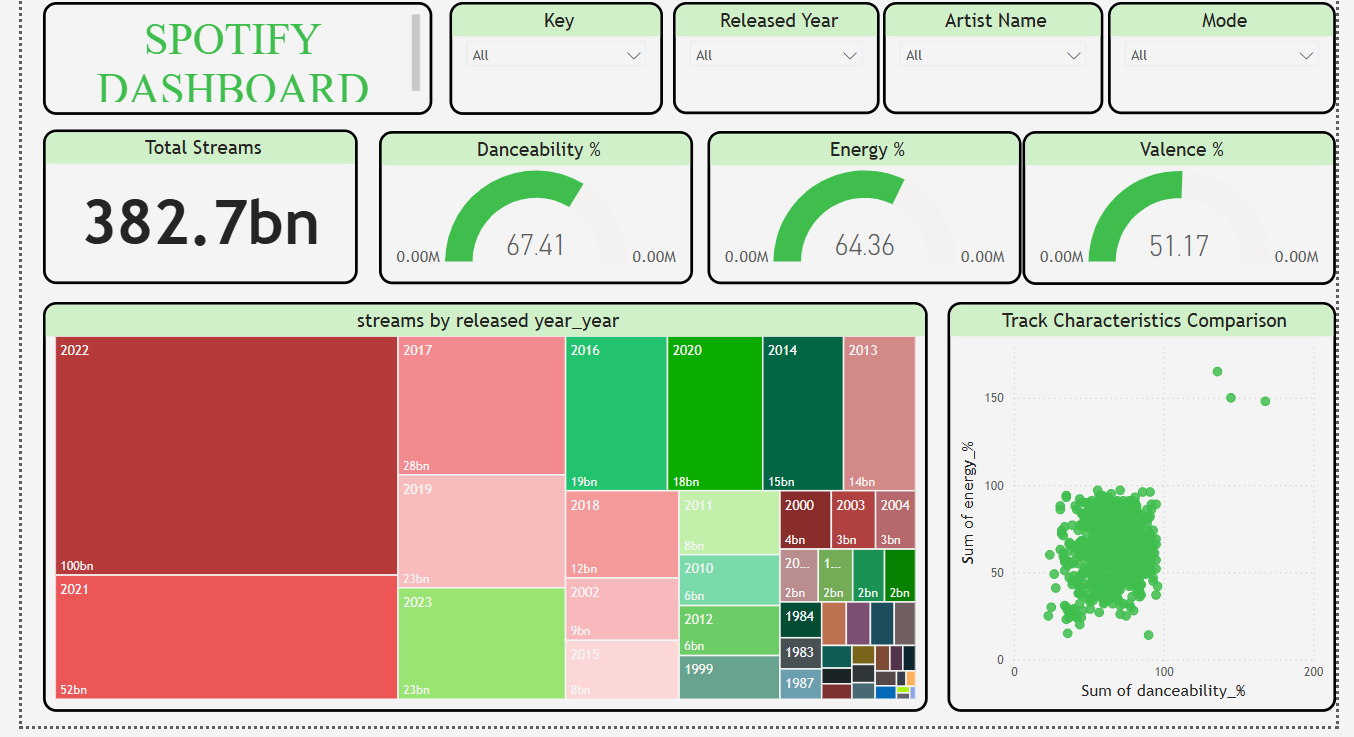 SPOTIFY
DASHBOARD
Key
All
Released Year
All
Artist Name
All
Mode
All
Total Streams
382.7bn
Danceability %
0.00M
67.41
0.00M
Energy %
0.00M
64.36
0.00M
Valence %
0.00M
51.17
0.00M
streams by released year_year
2022
100bn
2021
52bn
2017
28bn
2019
23bn
2023
23bn
2016
19bn
2020
18bn
2014
15bn
2013
14bn
2018
12bn
2002
9bn
2015
8bn
2011
8bn
2010
6bn
2012
6bn
1999
2000
4bn
2003
3bn
2004
3bn
20...
2bn
1...
2bn
2bn
2bn
1984
1983
1987
Track Characteristics Comparison
Sum of energy_%
150
100
50
0
0
100
200
Sum of danceability_%